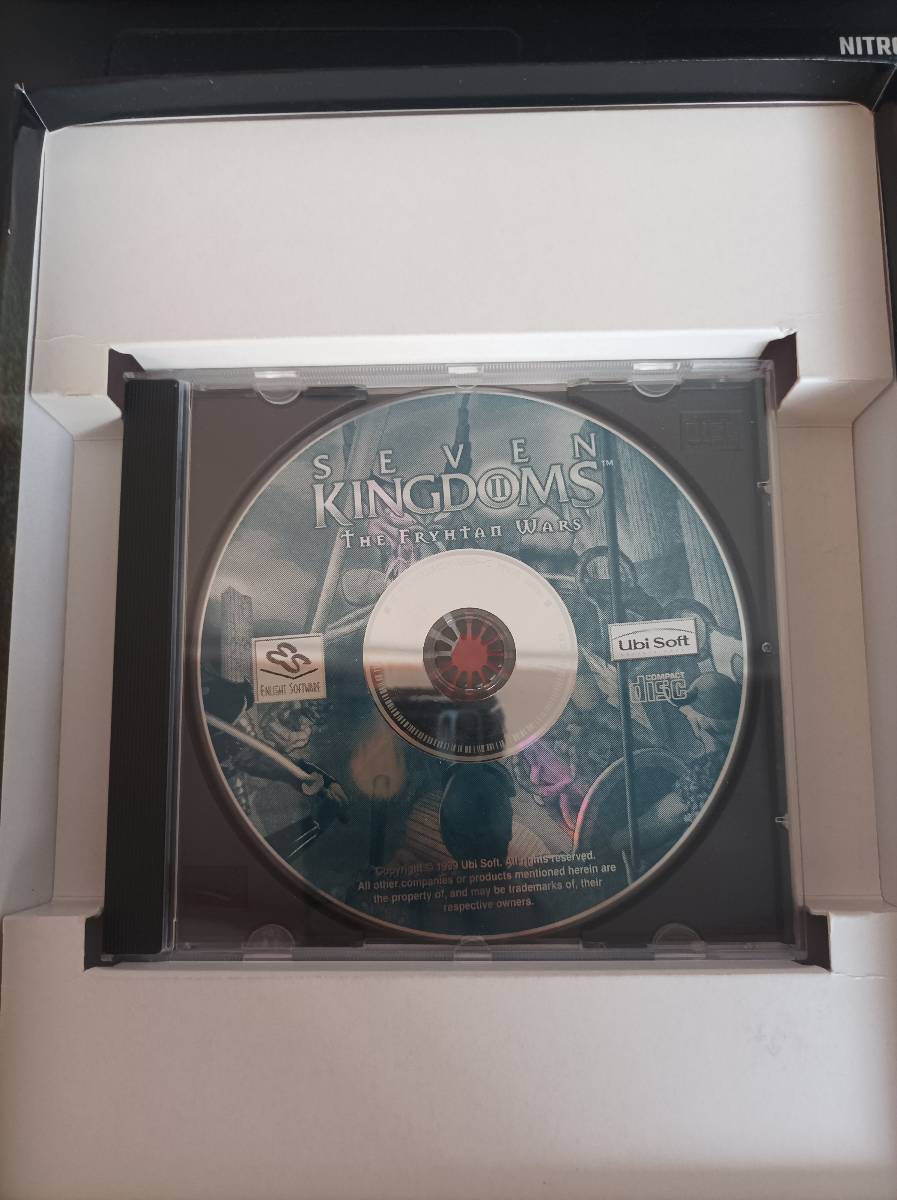 NITRO
SEVEN
KINGDOMS™
II
THE FRYHTAN WARS
ES
ENLIGHT SOFTWARE
Ubi Soft
COMPACT
disc
Copyright © 1999 Ubi Soft. All rights reserved.
All other companies or products mentioned herein are
the property of, and may be trademarks of, their
respective owners.